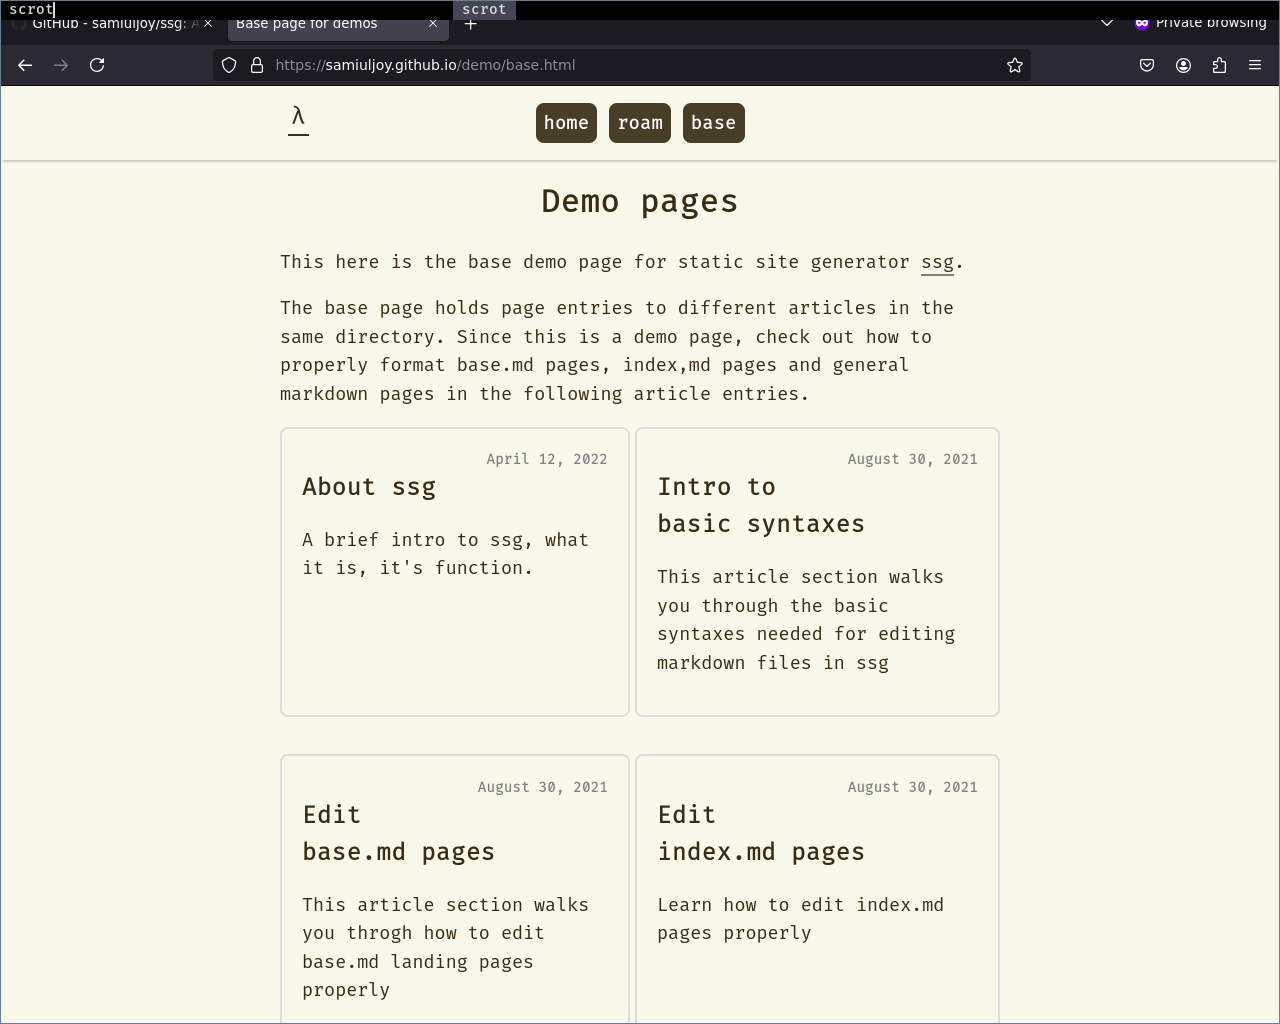 scrot scrot
GitHub - samiuljoy/ssg: A Base page for demos Private browsing
https://samiuljoy.github.io/demo/base.html
λ home roam base
Demo pages
This here is the base demo page for static site generator ssg.
The base page holds page entries to different articles in the
same directory. Since this is a demo page, check out how to
properly format base.md pages, index,md pages and general
markdown pages in the following article entries.
April 12, 2022
About ssg
A brief intro to ssg, what
it is, it's function.
August 30, 2021
Intro to
basic syntaxes
This article section walks
you through the basic
syntaxes needed for editing
markdown files in ssg
August 30, 2021
Edit
base.md pages
This article section walks
you throgh how to edit
base.md landing pages
properly
August 30, 2021
Edit
index.md pages
Learn how to edit index.md
pages properly